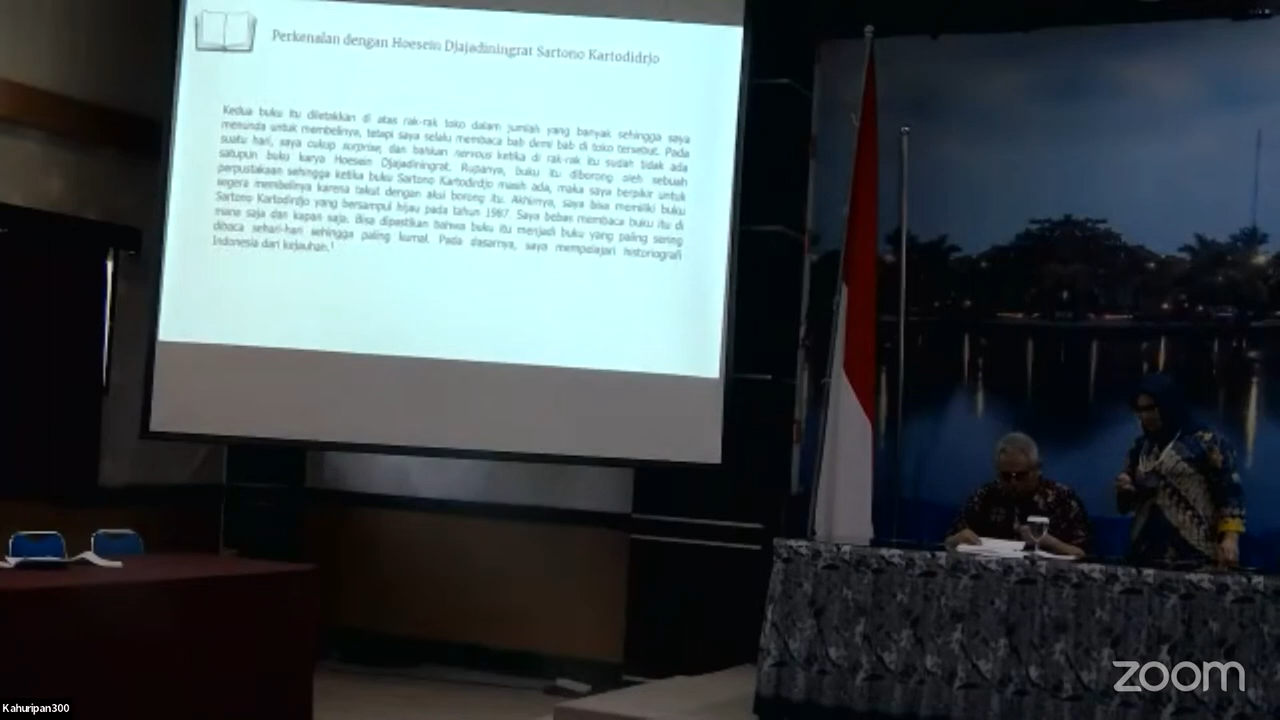 Perkenalan dengan Hoesein Djajadiningrat Sartono Kartodidrjo
Kedua buku itu diletakkan di atas rak-rak toko dalam jumlah yang banyak sehingga saya
menunda untuk membelinya, tetapi saya selalu membaca bab demi bab di toko tersebut. Pada
suatu hari, saya cukup surprise, dan bahkan nervous ketika di rak-rak itu sudah tidak ada
satupun buku karya Hoesein Djajadiningrat. Rupanya, buku itu diborong oleh sebuah
perpustakaan sehingga ketika buku Sartono Kartodirdjo masih ada, maka saya berpikir untuk
segera membelinya karena takut dengan aksi borong itu. Akhirnya, saya bisa memiliki buku
Sartono Kartodirdjo yang bersampul hijau pada tahun 1987. Saya bebas membaca buku itu di
mana saja dan kapan saja. Bisa dipastikan bahwa buku itu menjadi buku yang paling sering
dibaca sehari-hari sehingga paling kumal. Pada dasarnya, saya mempelajari historiografi
Indonesia dari kejauhan.¹
zoom
Kahuripan300